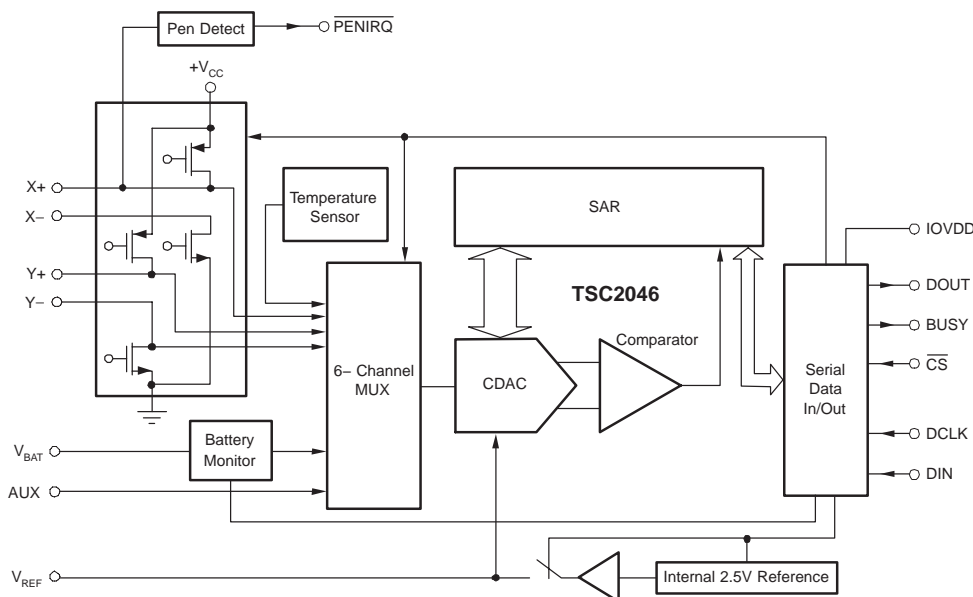 Pen Detect
PENIRQ
+VCC
X+
X–
Y+
Y–
Temperature
Sensor
SAR
IOVDD
DOUT
BUSY
CS
DCLK
DIN
TSC2046
Comparator
6– Channel
MUX
CDAC
Serial
Data
In/Out
VBAT
Battery
Monitor
AUX
VREF
Internal 2.5V Reference